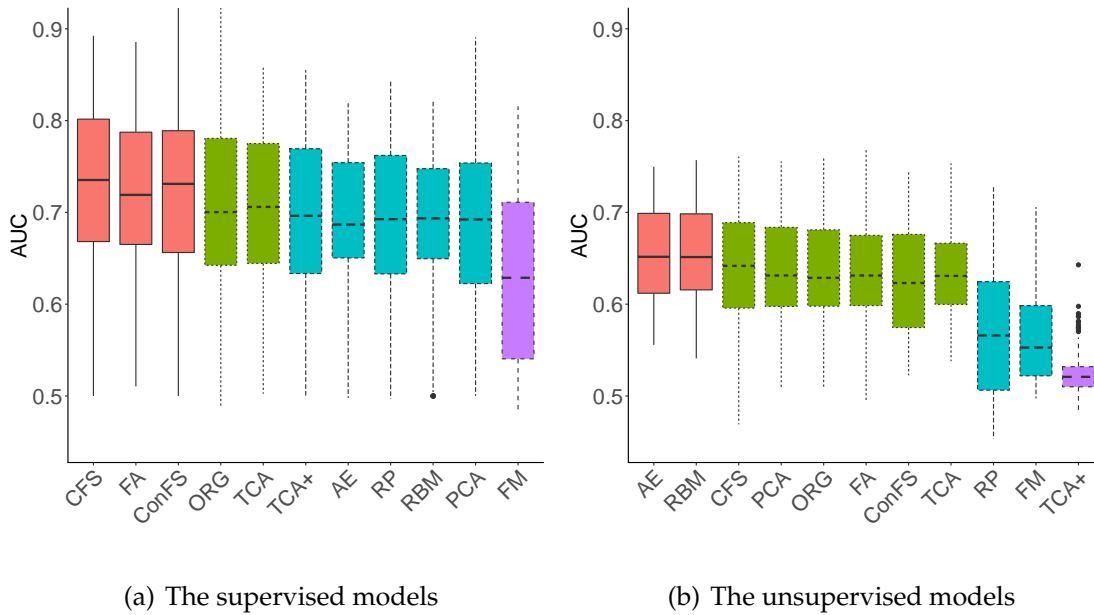 0.9
0.8
0.7
0.6
0.5
AUC
CFS
FA
ConFS
ORG
TCA
TCA+
AE
RP
RBM
PCA
FM
(a) The supervised models
0.9
0.8
0.7
0.6
0.5
AUC
AE
RBM
CFS
PCA
ORG
FA
ConFS
TCA
RP
FM
TCA+
(b) The unsupervised models